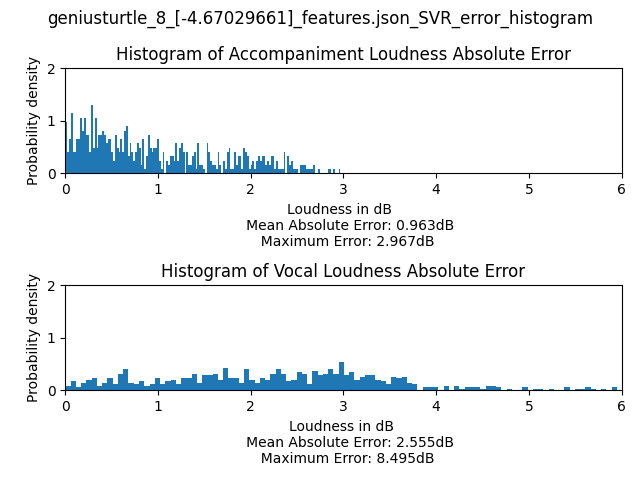 geniusturtle_8_[-4.67029661]_features.json_SVR_error_histogram
Histogram of Accompaniment Loudness Absolute Error
Probability density
2
1
0
0 1 2 3 4 5 6
Loudness in dB
Mean Absolute Error: 0.963dB
Maximum Error: 2.967dB
Histogram of Vocal Loudness Absolute Error
Probability density
2
1
0
0 1 2 3 4 5 6
Loudness in dB
Mean Absolute Error: 2.555dB
Maximum Error: 8.495dB